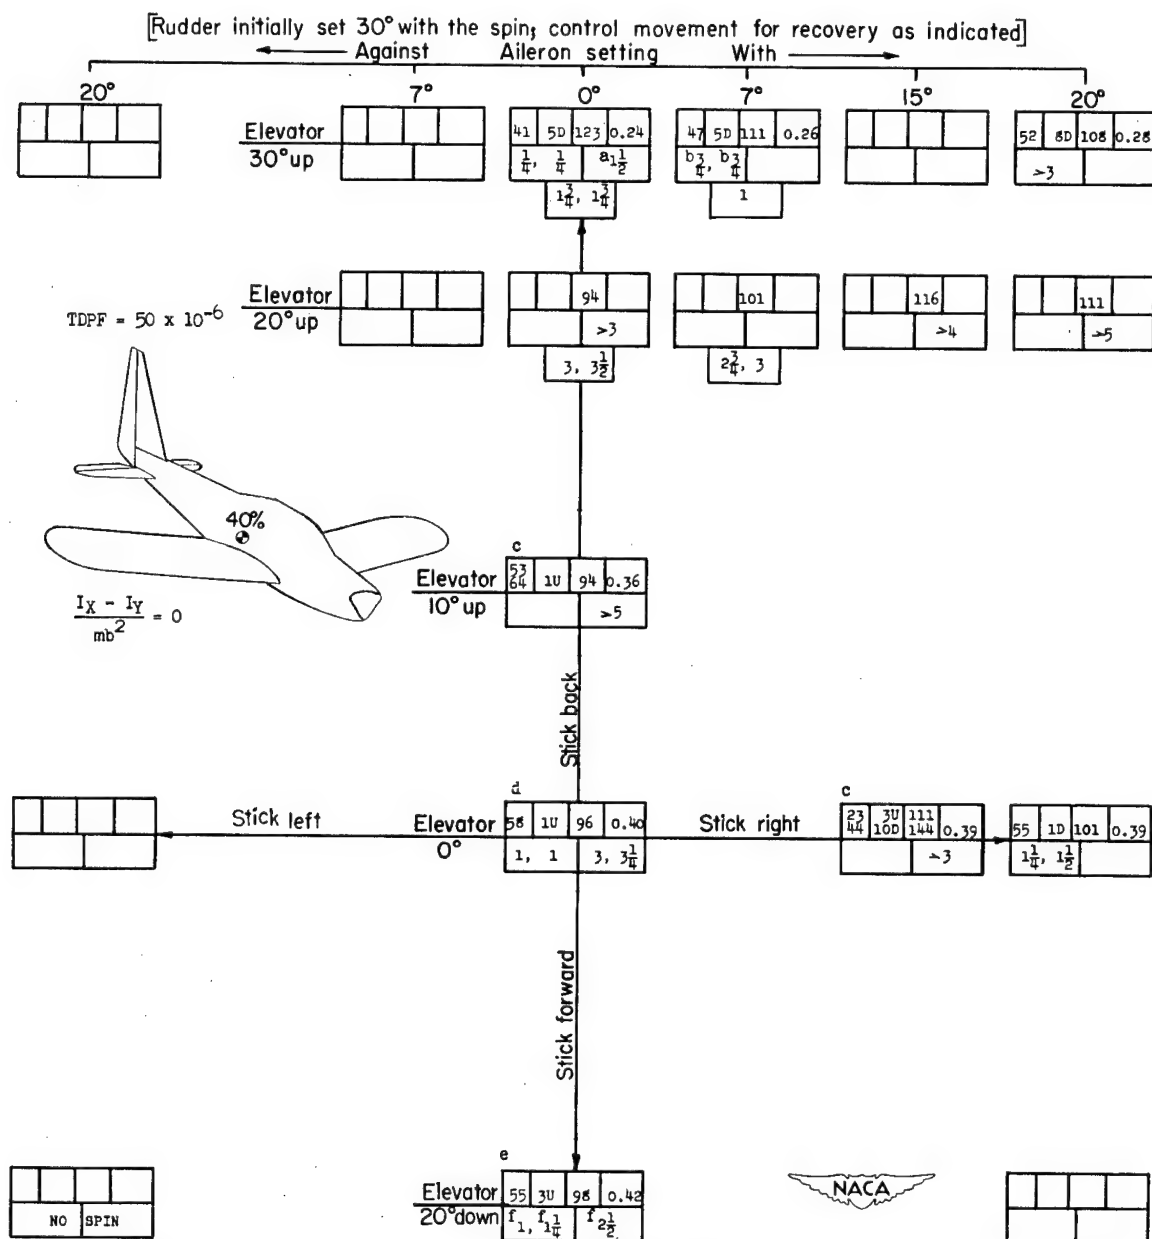 [Rudder initially set 30° with the spin; control movement for recovery as indicated]
Against Aileron setting With
20° 7° 0° 7° 15° 20°
Elevator
30° up
41 5D 123 0.24
1/4, 1/4 a1 1/2
1 3/4, 1 3/4
47 5D 111 0.26
b3/4, b3/4
1
52 8D 108 0.28
>3
Elevator
20° up
94
>3
3, 3 1/2
101
2 3/4, 3
116
>4
111
>5
TDPF = 50 x 10-6
40%
IX - IY
mb2
= 0
c
Elevator
10° up
53
64
1U 94 0.36
>5
Stick back
Stick left
d
Elevator
0°
58 1U 96 0.40
1, 1 3, 3 1/4
Stick right
c
23 3U 111
44 10D 144 0.39
>3
55 1D 101 0.39
1 1/4, 1 1/2
Stick forward
NO SPIN
e
Elevator
20° down
55 3U 98 0.42
f1, f1 1/4 f2 1/2
NACA